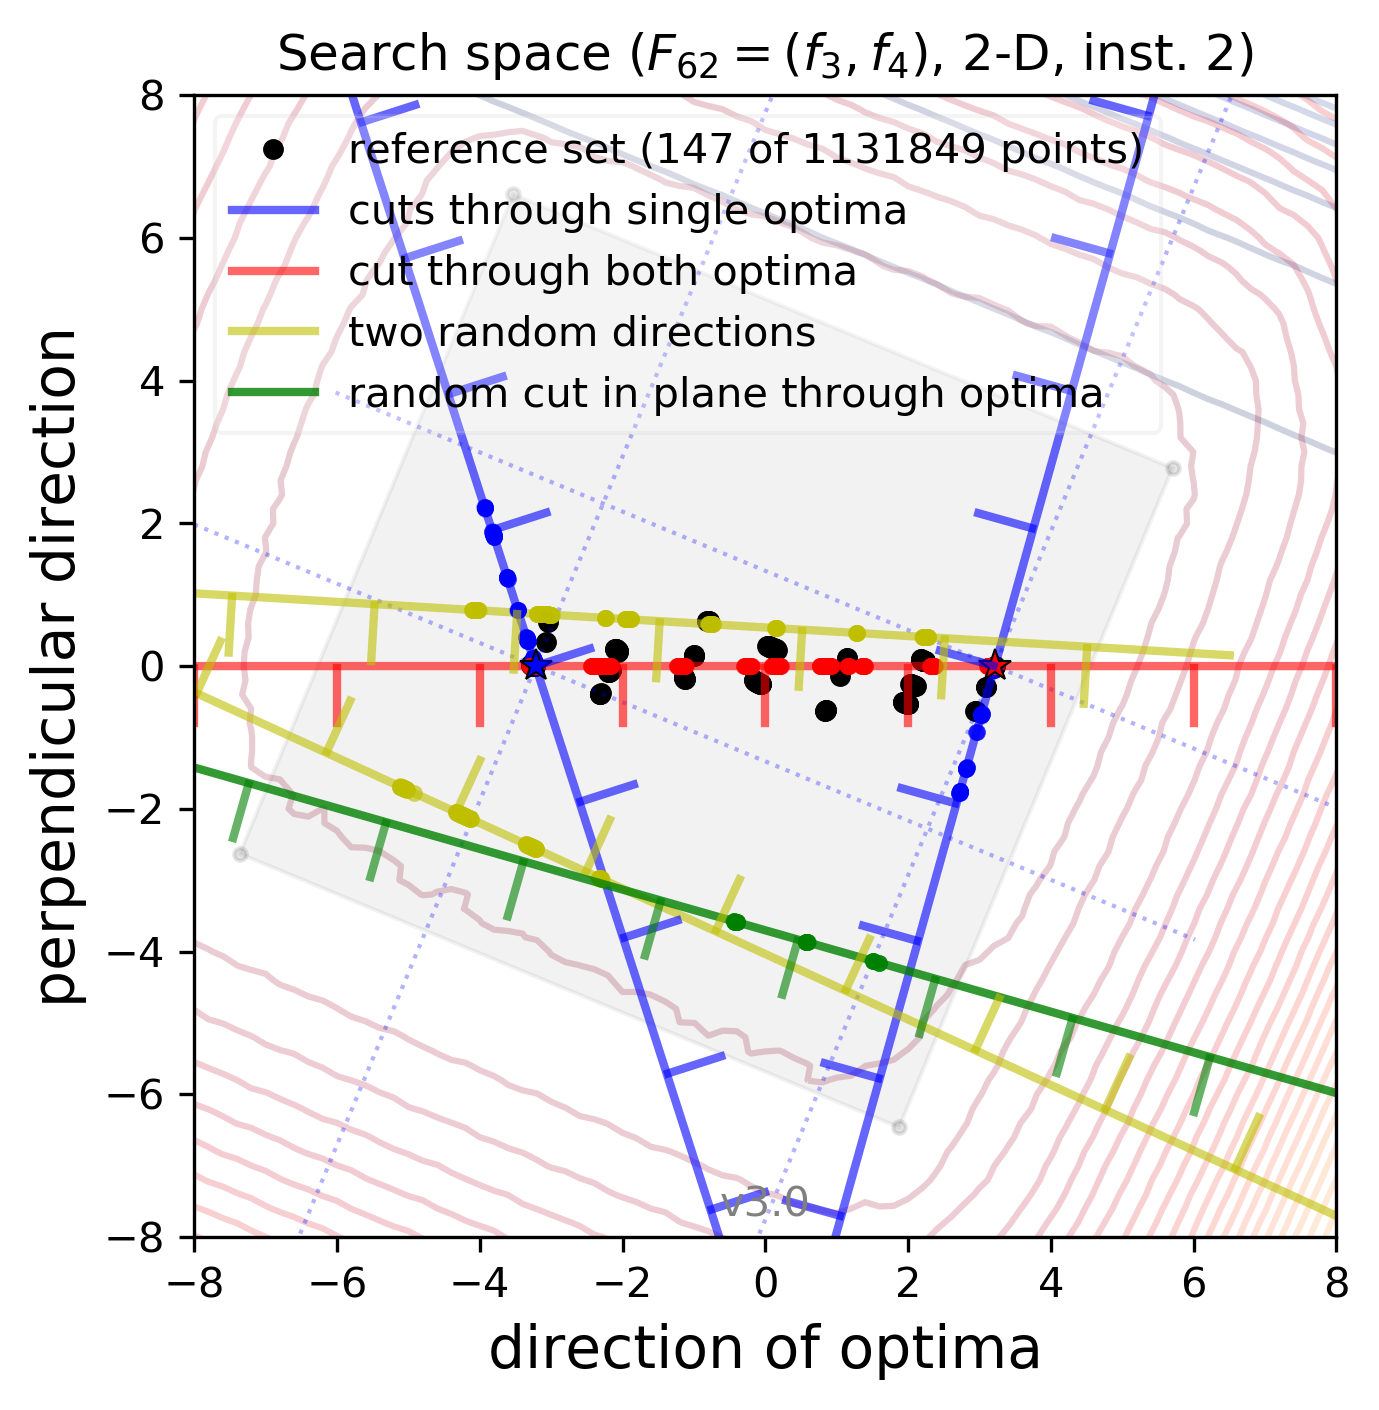 Search space (F62 = (f3, f4), 2-D, inst. 2)
reference set (147 of 1131849 points)
cuts through single optima
cut through both optima
two random directions
random cut in plane through optima
perpendicular direction
8
6
4
2
0
−2
−4
−6
−8
v3.0
−8 −6 −4 −2 0 2 4 6 8
direction of optima